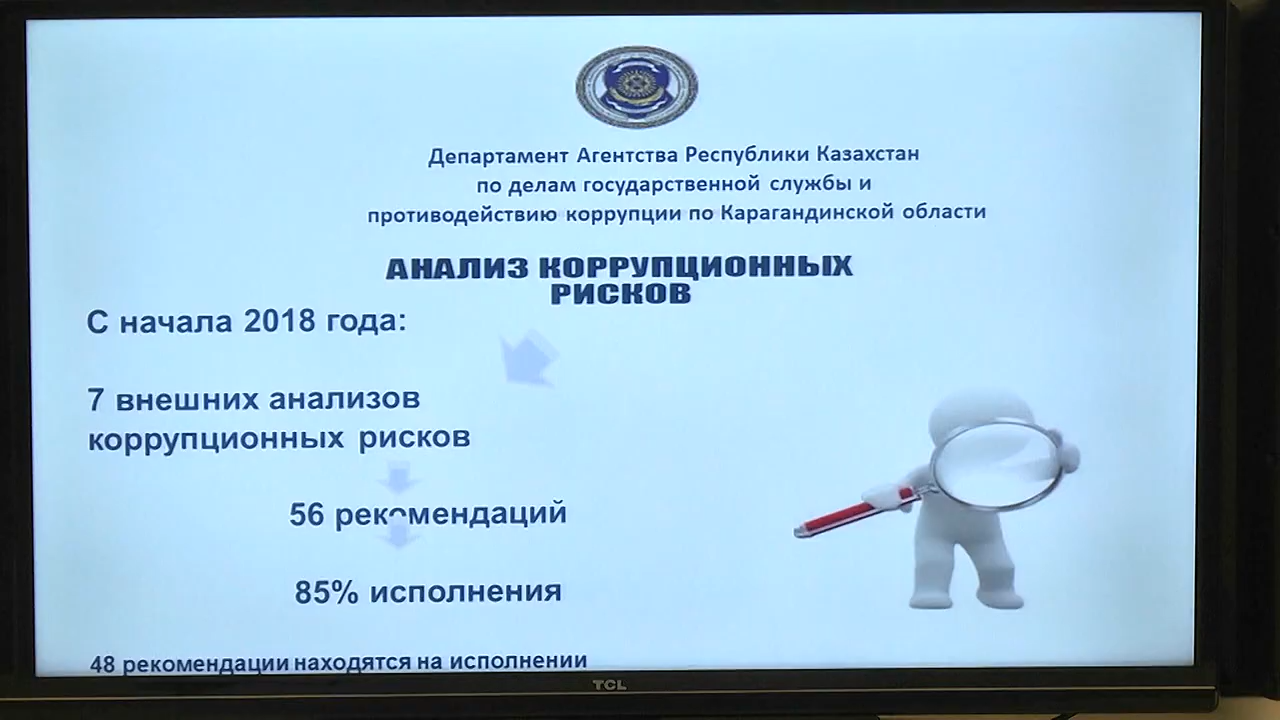 Департамент Агентства Республики Казахстан
по делам государственной службы и
противодействию коррупции по Карагандинской области
АНАЛИЗ КОРРУПЦИОННЫХ
РИСКОВ
С начала 2018 года:
7 внешних анализов
коррупционных рисков
56 рекомендаций
85% исполнения
48 рекомендации находятся на исполнении
TCL